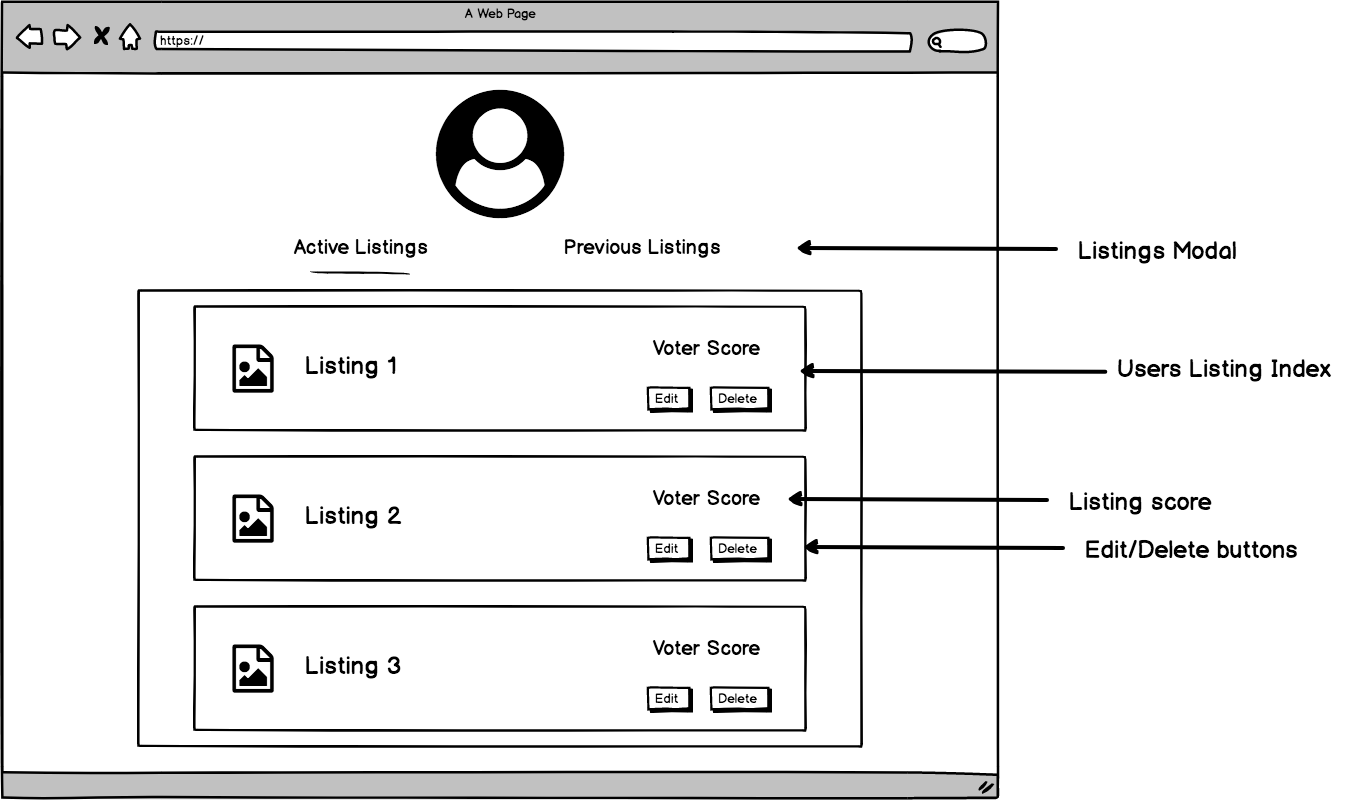 A Web Page
https://
Active Listings
Previous Listings
Listings Modal
Listing 1
Voter Score
Edit
Delete
Users Listing Index
Listing 2
Voter Score
Edit
Delete
Listing score
Edit/Delete buttons
Listing 3
Voter Score
Edit
Delete